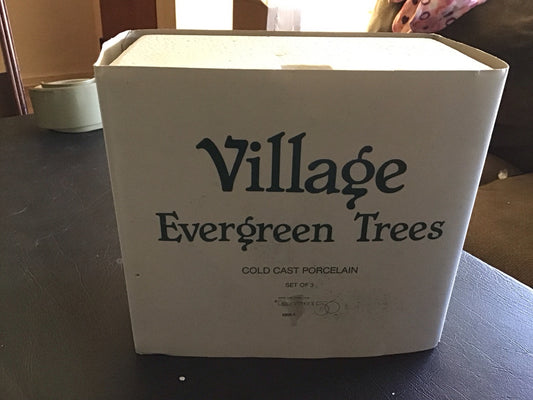 Village
Evergreen Trees
COLD CAST PORCELAIN
SET OF 3